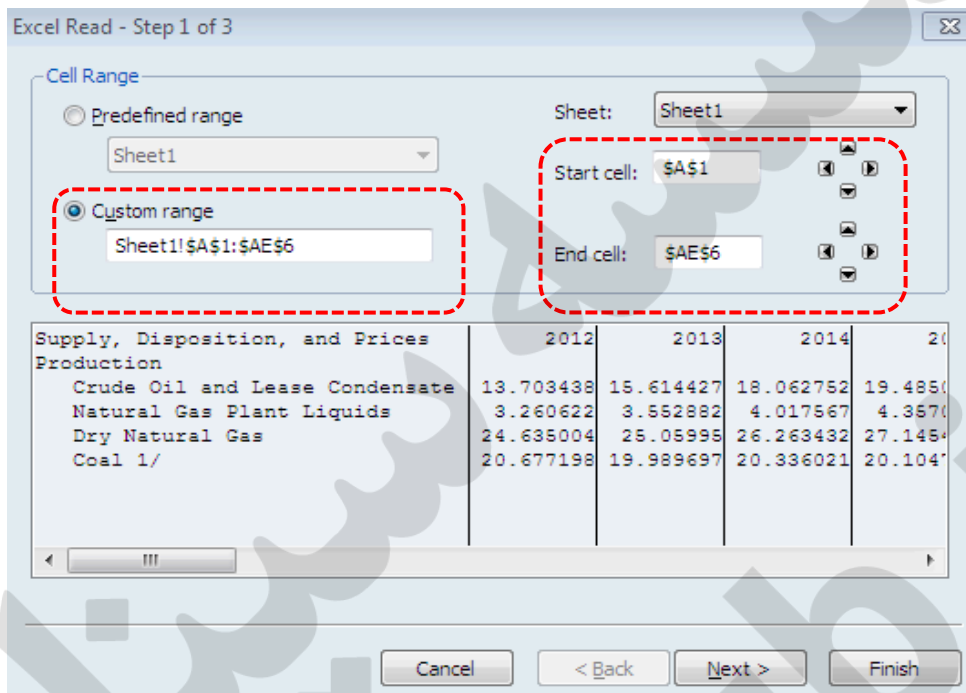 Excel Read - Step 1 of 3
Cell Range
Predefined range
Sheet:
Sheet1
Sheet1
Start cell:
$A$1
Custom range
Sheet1!$A$1:$AE$6
End cell:
$AE$6
Supply, Disposition, and Prices 2012 2013 2014
Production
Crude Oil and Lease Condensate 13.703438 15.614427 18.062752
Natural Gas Plant Liquids 3.260622 3.552882 4.017567
Dry Natural Gas 24.635004 25.05995 26.263432
Coal 1/ 20.677198 19.989697 20.336021
Cancel
< Back
Next >
Finish